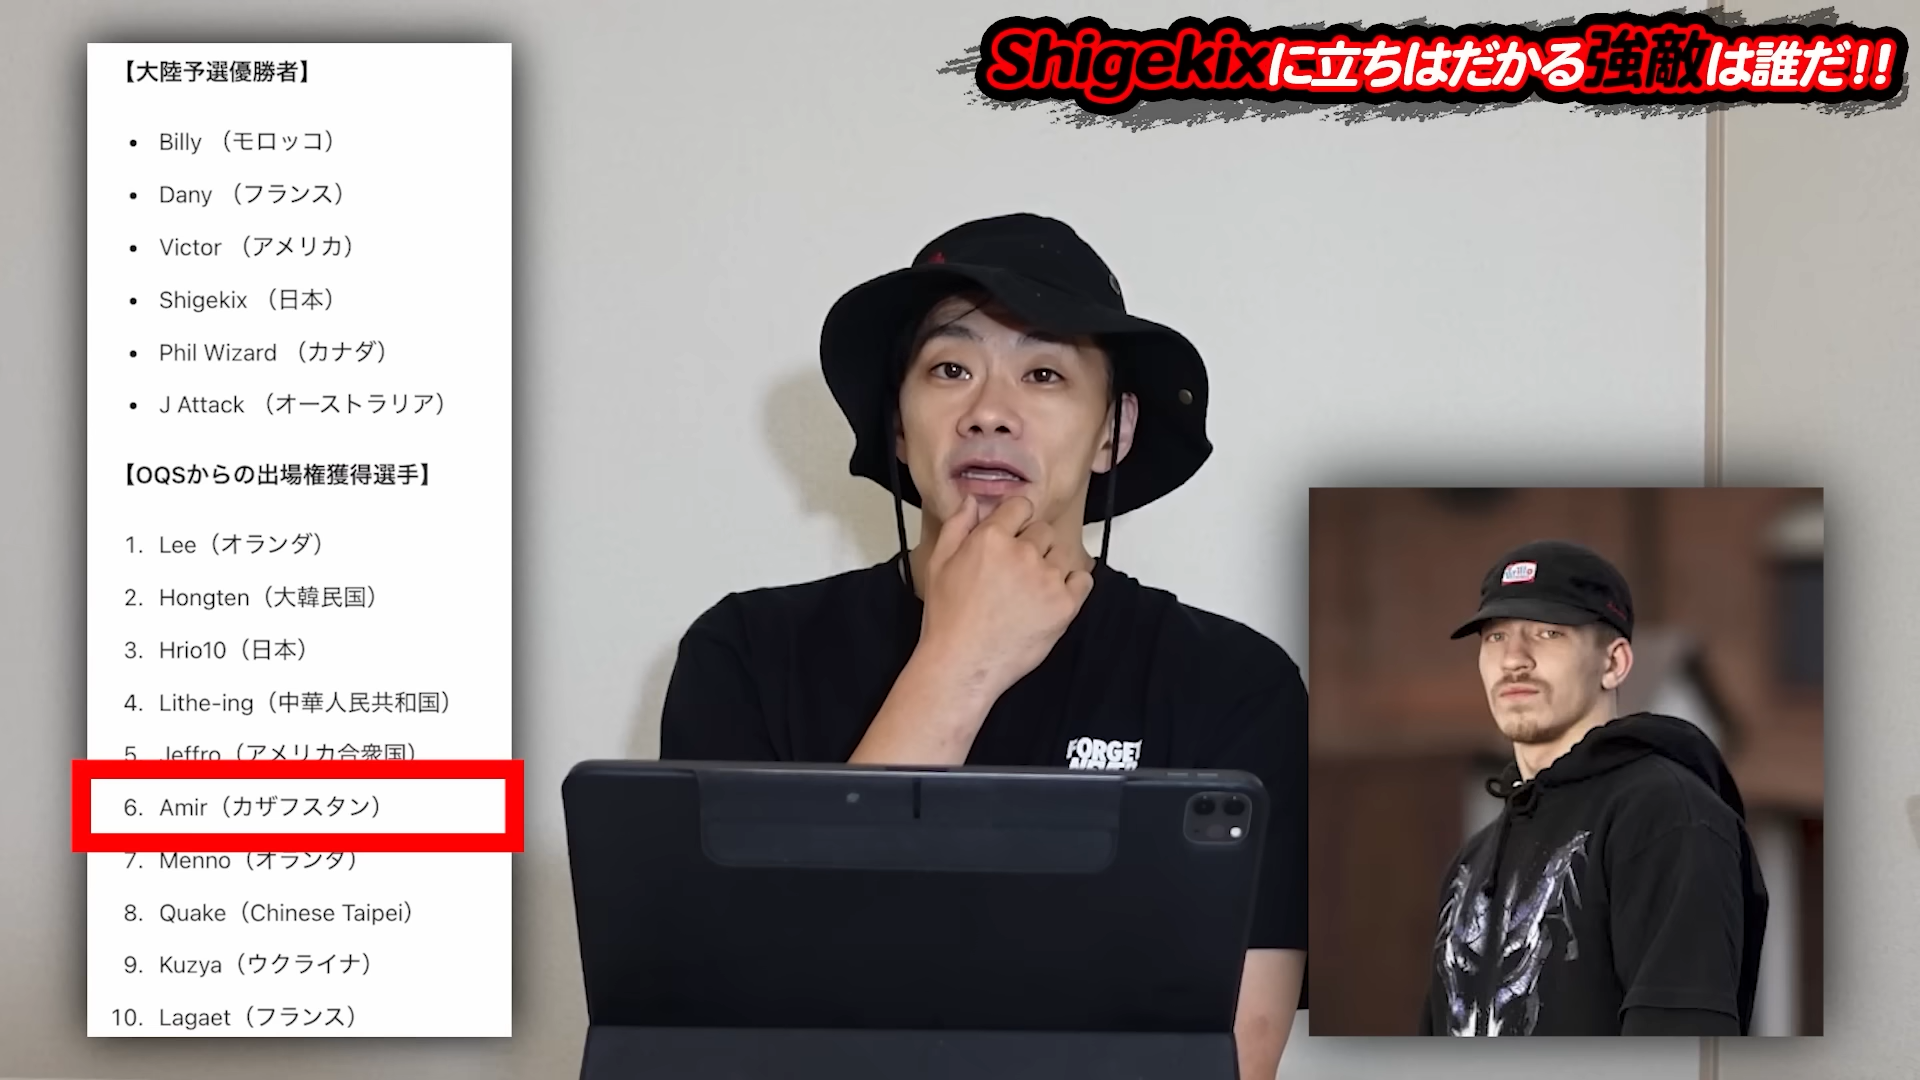 Shigekixに立ちはだかる強敵は誰だ!!
【大陸予選優勝者】
• Billy （モロッコ）
• Dany （フランス）
• Victor （アメリカ）
• Shigekix （日本）
• Phil Wizard （カナダ）
• J Attack （オーストラリア）
【OQSからの出場権獲得選手】
1. Lee（オランダ）
2. Hongten（大韓民国）
3. Hrio10（日本）
4. Lithe-ing（中華人民共和国）
5. Jeffro（アメリカ合衆国）
6. Amir（カザフスタン）
7. Menno（オランダ）
8. Quake（Chinese Taipei）
9. Kuzya（ウクライナ）
10. Lagaet（フランス）
FORGET